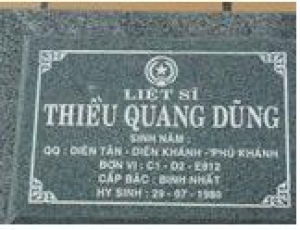 LIỆT SĨ
THIỀU QUANG DŨNG
SINH NĂM :
QQ : DIÊN TÂN - DIÊN KHÁNH - PHÚ KHÁNH
ĐƠN VỊ : C1 - D2 - E812
CẤP BẬC : BINH NHẤT
HY SINH : 29 - 07 - 1980